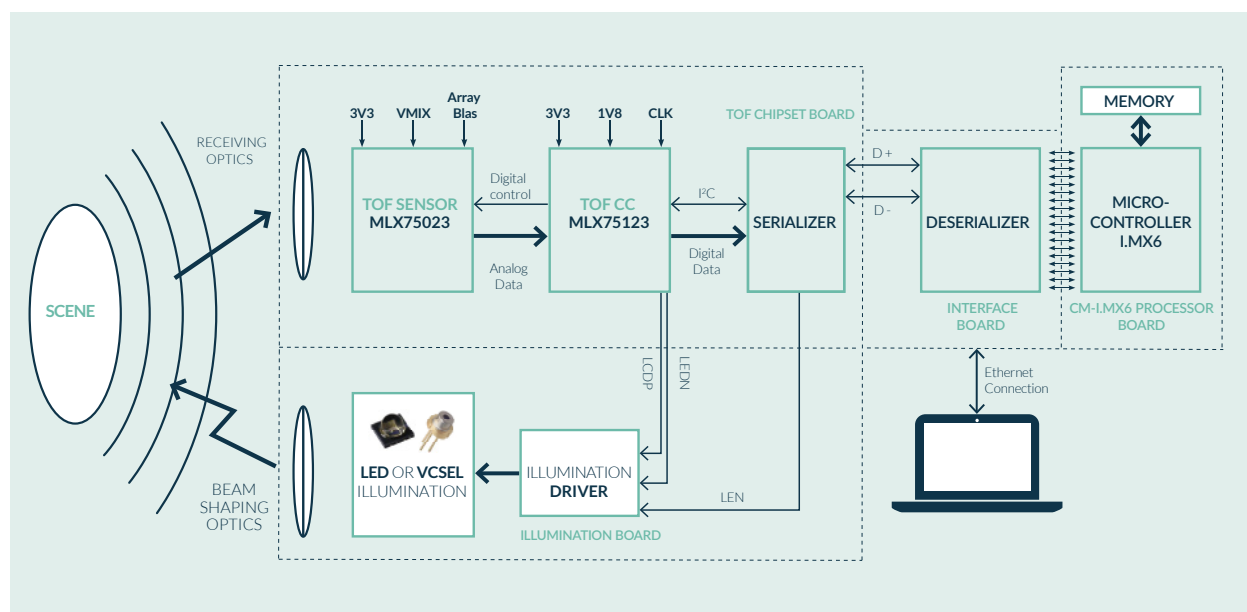 RECEIVING
OPTICS
3V3
VMIX
Array
BIas
3V3
1V8
CLK
TOF CHIPSET BOARD
MEMORY
TOF SENSOR
MLX75023
Digital
control
Analog
Data
TOF CC
MLX75123
I²C
Digital
Data
SERIALIZER
D +
D -
DESERIALIZER
MICRO-
CONTROLLER
I.MX6
SCENE
INTERFACE
BOARD
CM-I.MX6 PROCESSOR
BOARD
LCDP
LEDN
Ethernet
Connection
LED OR VCSEL
ILLUMINATION
ILLUMINATION
DRIVER
LEN
BEAM
SHAPING
OPTICS
ILLUMINATION BOARD